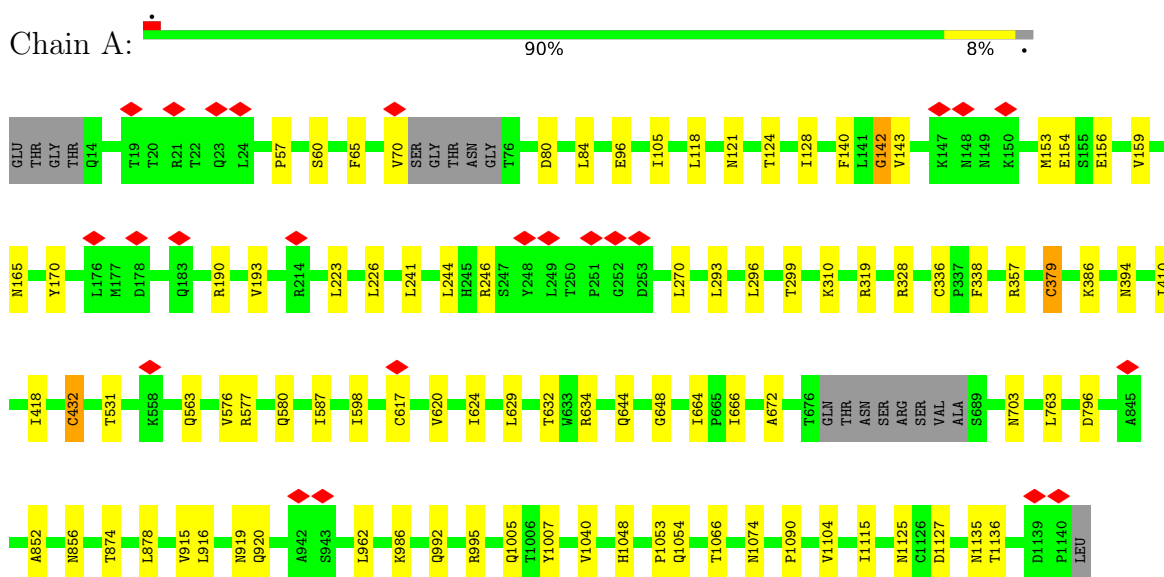 Chain A:
90% 8%
GLU THR GLY THR Q14 T19 T20 R21 T22 Q23 L24 P57 S60 F65 V70 SER GLY THR ASN GLY T76 D80 L84 E96 I105 L118 N121 T124 I128 F140 L141 G142 V143 K147 N148 N149 K150 M153 E154 S155 E156 V159
N165 Y170 L176 M177 D178 Q183 R190 V193 R214 L223 L226 L241 L244 H245 R246 S247 Y248 L249 T250 P251 G252 D253 L270 L293 L296 T299 K310 R319 R328 C336 P337 F338 R357 C379 K386 N394 I410
I418 C432 T531 K558 Q563 V576 R577 Q580 I587 I598 C617 V620 I624 L629 T632 W633 R634 Q644 G648 I664 P665 I666 A672 T676 GLN THR ASN SER ARG SER VAL ALA S689 N703 L763 D796 A845
A852 N856 T874 L878 V915 L916 N919 Q920 A942 S943 L962 K986 Q992 R995 Q1005 T1006 Y1007 V1040 H1048 P1053 Q1054 T1066 N1074 P1090 V1104 I1115 N1125 C1126 D1127 N1135 T1136 D1139 P1140 LEU